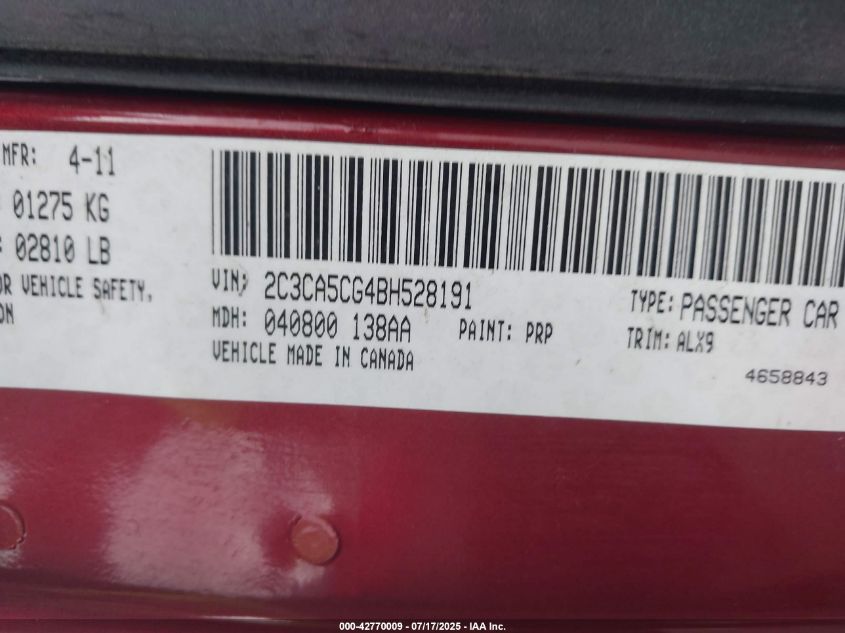 MFR: 4-11
: 01275 KG
: 02810 LB
OR VEHICLE SAFETY,
ON
VIN: 2C3CA5CG4BH528191
MDH: 040800 138AA PAINT: PRP
VEHICLE MADE IN CANADA
TYPE: PASSENGER CAR
TRIM: ALX9
4658843
000-42770009 - 07/17/2025 - IAA Inc.